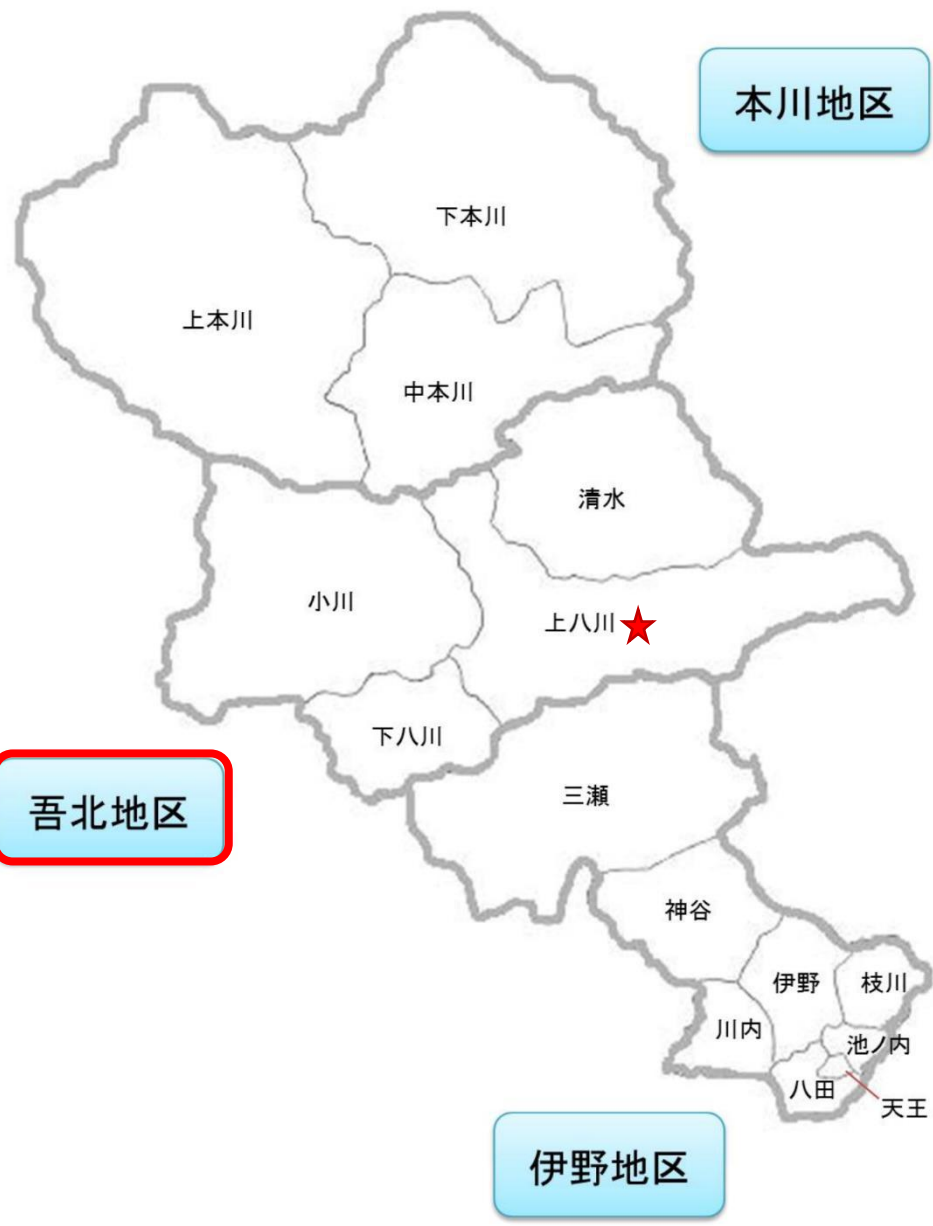 本川地区
下本川
上本川
中本川
清水
小川
上八川
下八川
吾北地区
三瀬
神谷
伊野
枝川
川内
池ノ内
八田
天王
伊野地区